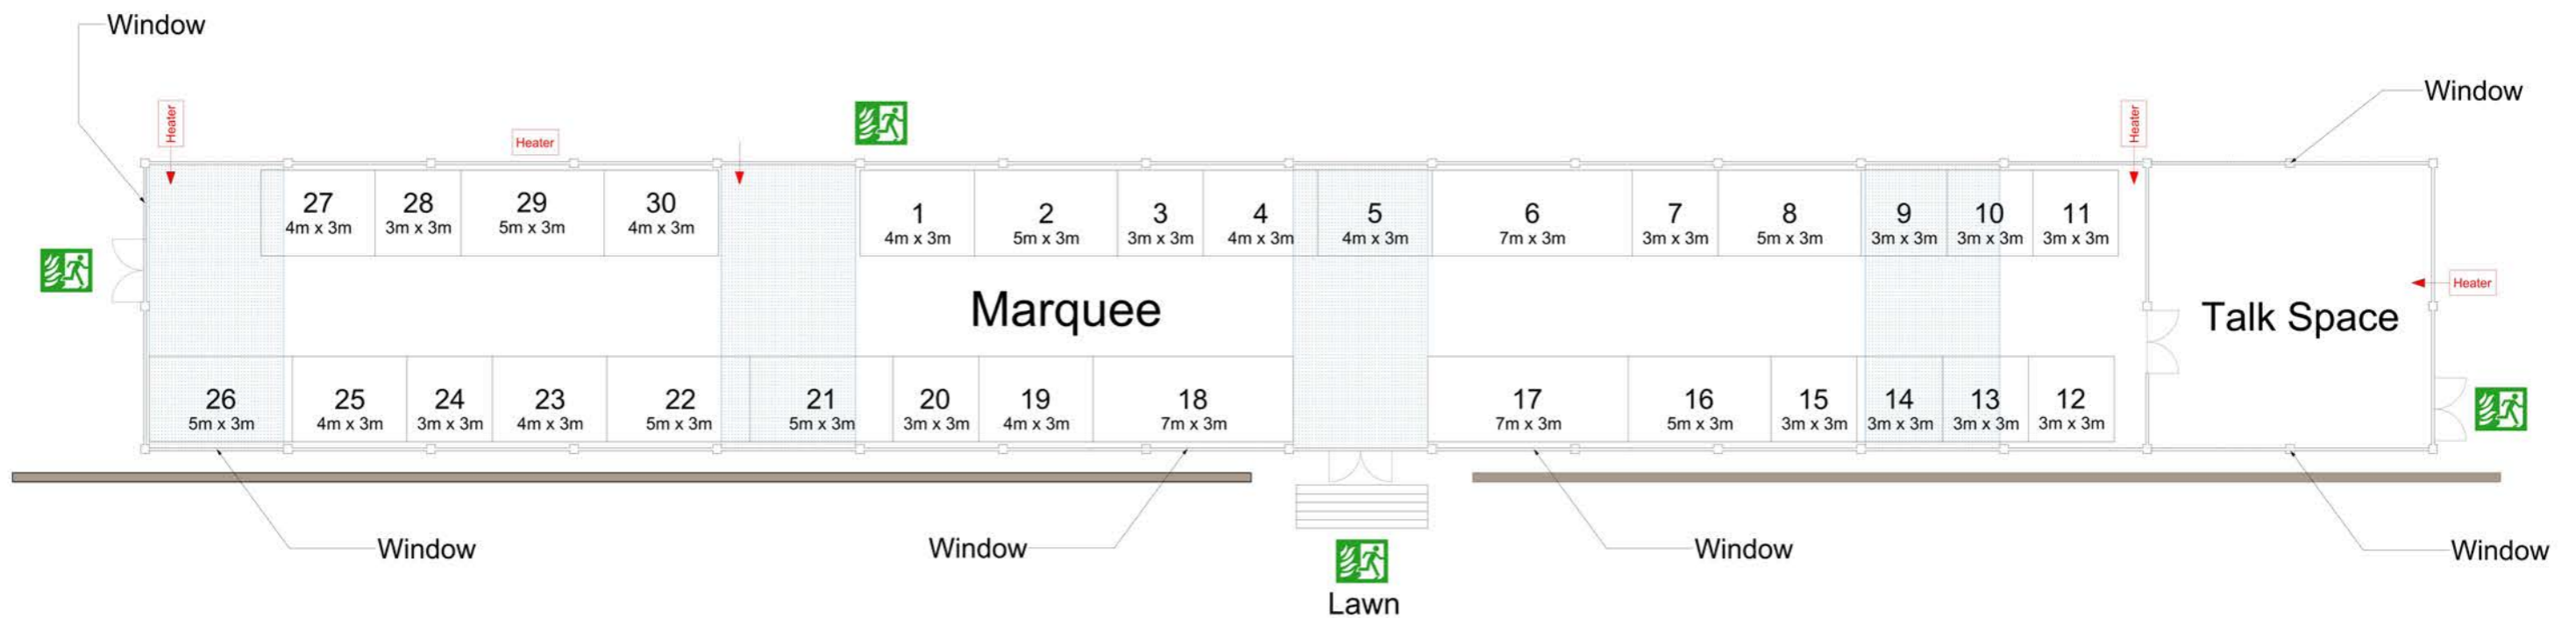 Window
Window
Heater
Heater
Heater
27
4m x 3m
28
3m x 3m
29
5m x 3m
30
4m x 3m
1
4m x 3m
2
5m x 3m
3
3m x 3m
4
4m x 3m
5
4m x 3m
6
7m x 3m
7
3m x 3m
8
5m x 3m
9
3m x 3m
10
3m x 3m
11
3m x 3m
Heater
Marquee
Talk Space
26
5m x 3m
25
4m x 3m
24
3m x 3m
23
4m x 3m
22
5m x 3m
21
5m x 3m
20
3m x 3m
19
4m x 3m
18
7m x 3m
17
7m x 3m
16
5m x 3m
15
3m x 3m
14
3m x 3m
13
3m x 3m
12
3m x 3m
Window
Window
Window
Window
Lawn